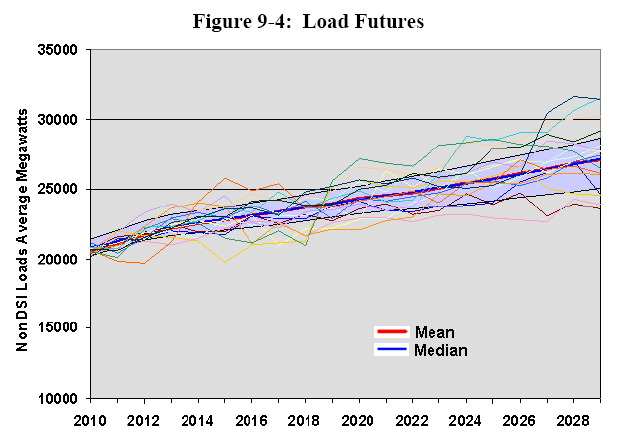 Figure 9-4:  Load Futures
35000
30000
25000
20000
15000
10000
NonDSI Loads Average Megawatts
Mean
Median
2010 2012 2014 2016 2018 2020 2022 2024 2026 2028